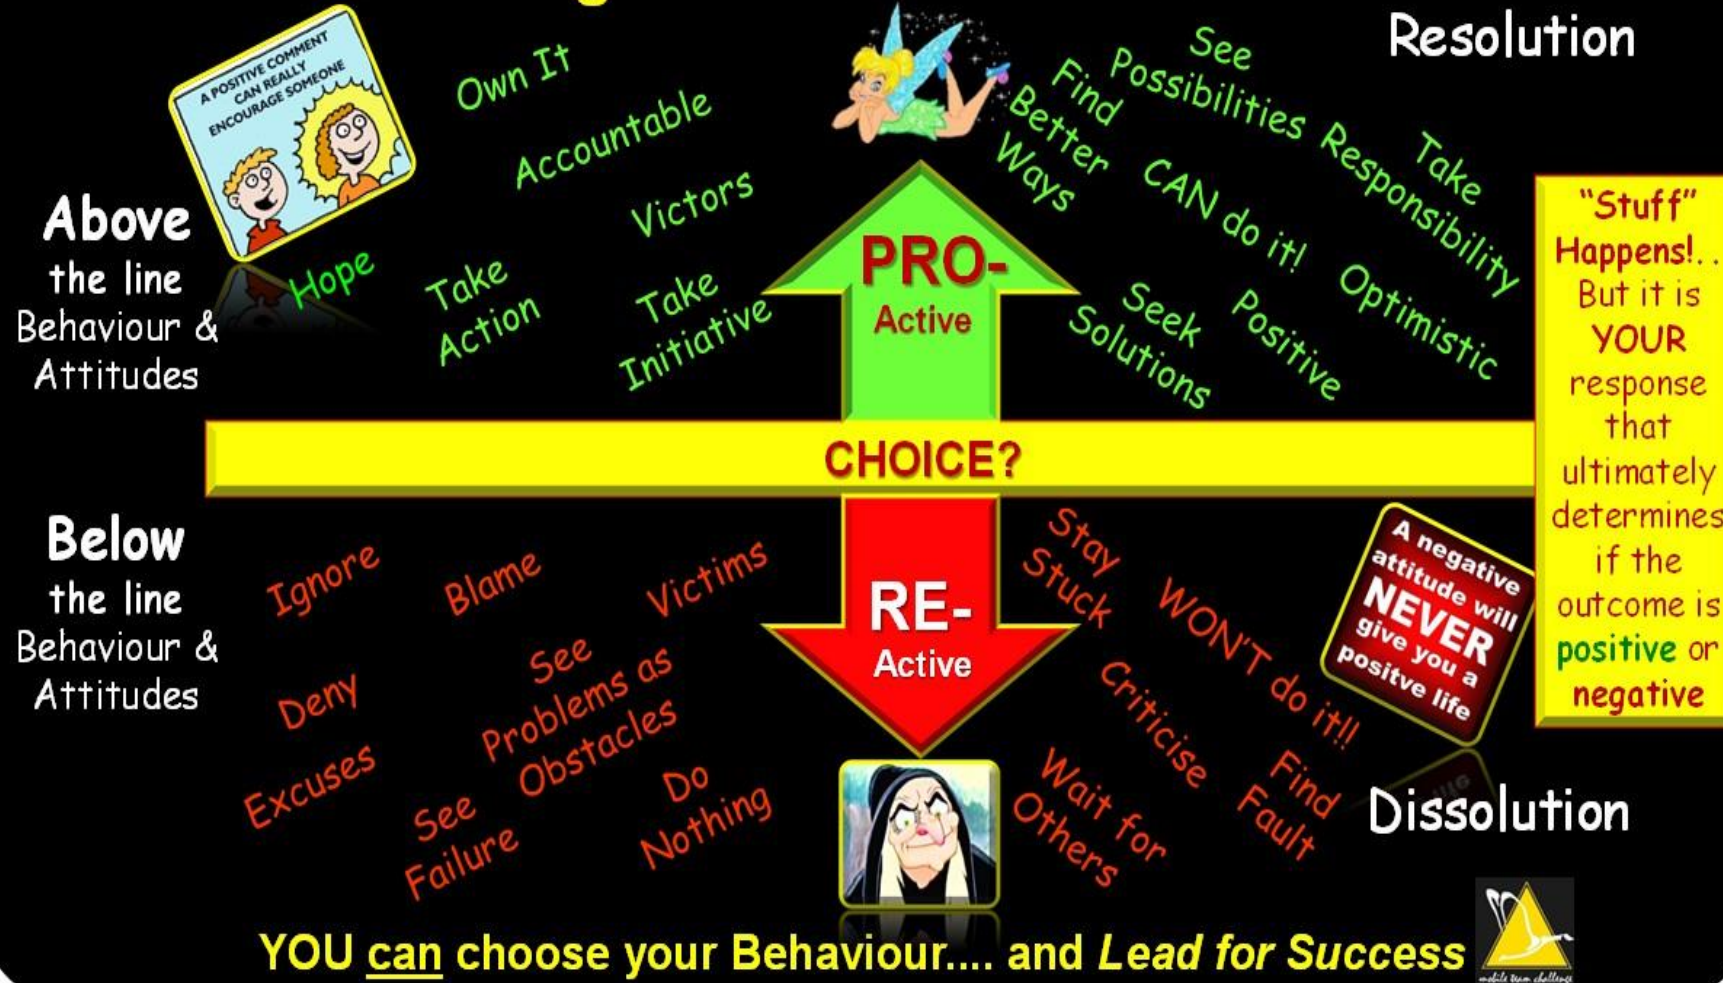 A POSITIVE COMMENT
CAN REALLY
ENCOURAGE SOMEONE
Own It
Accountable
Victors
Hope
Take
Action
Take
Initiative
See
Possibilities
Find
Better
Ways
CAN do it!
Take
Responsibility
Seek
Solutions
Positive
Optimistic
Resolution
Above
the line
Behaviour &
Attitudes
PRO-
Active
CHOICE?
"Stuff"
Happens!..
But it is
YOUR
response
that
ultimately
determines
if the
outcome is
positive or
negative
Below
the line
Behaviour &
Attitudes
Ignore
Blame
Victims
Deny
See
Problems as
Obstacles
Excuses
See
Failure
Do
Nothing
RE-
Active
Stay
Stuck
WON'T do it!!
Criticise
Wait for
Others
Find
Fault
A negative
attitude will
NEVER
give you a
positve life
Dissolution
YOU can choose your Behaviour.... and Lead for Success
mobile team challenge